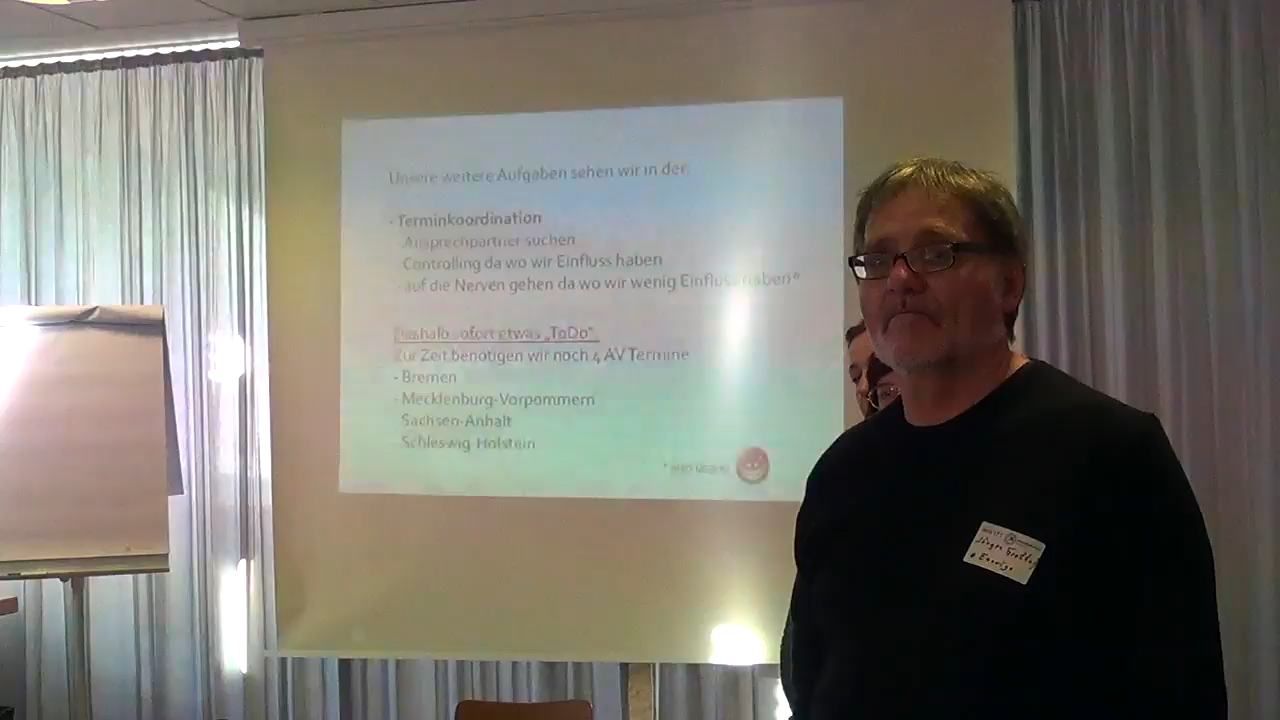 Unsere weitere Aufgaben sehen wir in der:
- Terminkoordination
- Ansprechpartner suchen
- Controlling da wo wir Einfluss haben
- auf die Nerven gehen da wo wir wenig Einfluss haben*
Deshalb sofort etwas „ToDo“
Zur Zeit benötigen wir noch 4 AV Termine
- Bremen
- Mecklenburg-Vorpommern
- Sachsen-Anhalt
- Schleswig-Holstein
Jürgen